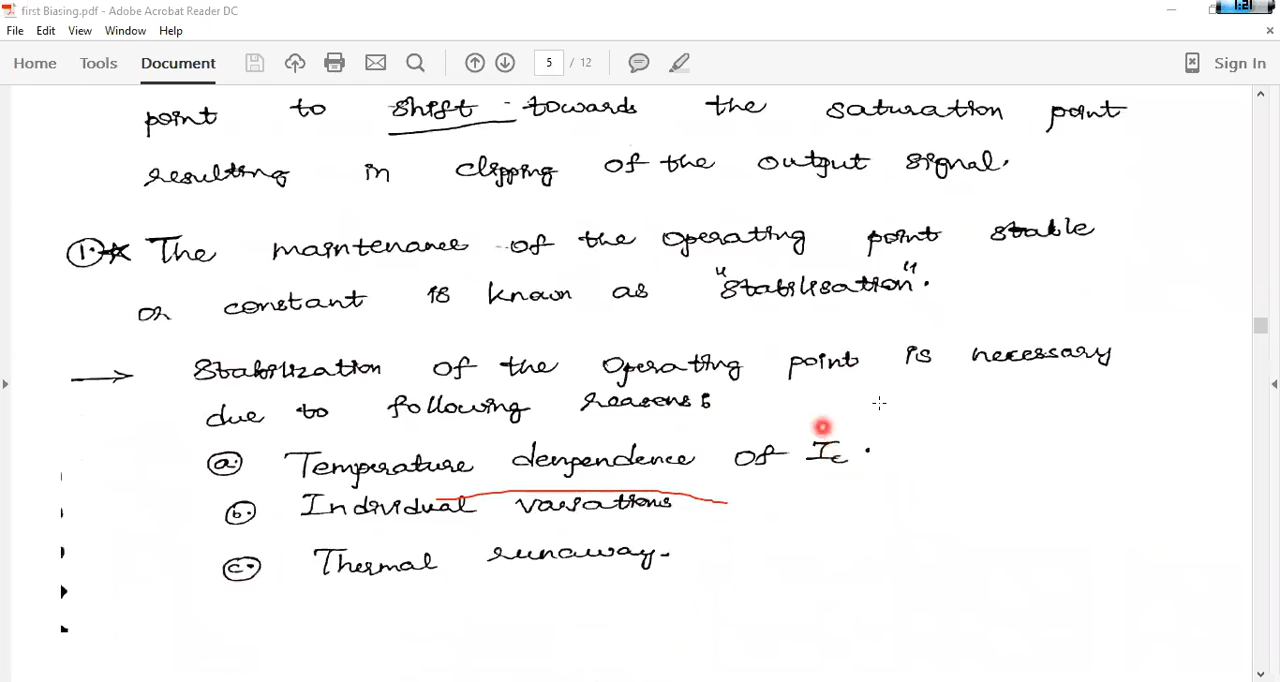 first Biasing.pdf - Adobe Acrobat Reader DC
1:21
File Edit View Window Help
Home Tools Document 5 / 12 Sign In
point to shift towards the saturation point
resulting in clipping of the output signal.
1. The maintenance of the operating point stable
or constant is known as "stabilisation".
→ Stabilization of the operating point is necessary
due to following reasons:
a. Temperature denpendence of Ic.
b. Individual variations
c. Thermal runaway.